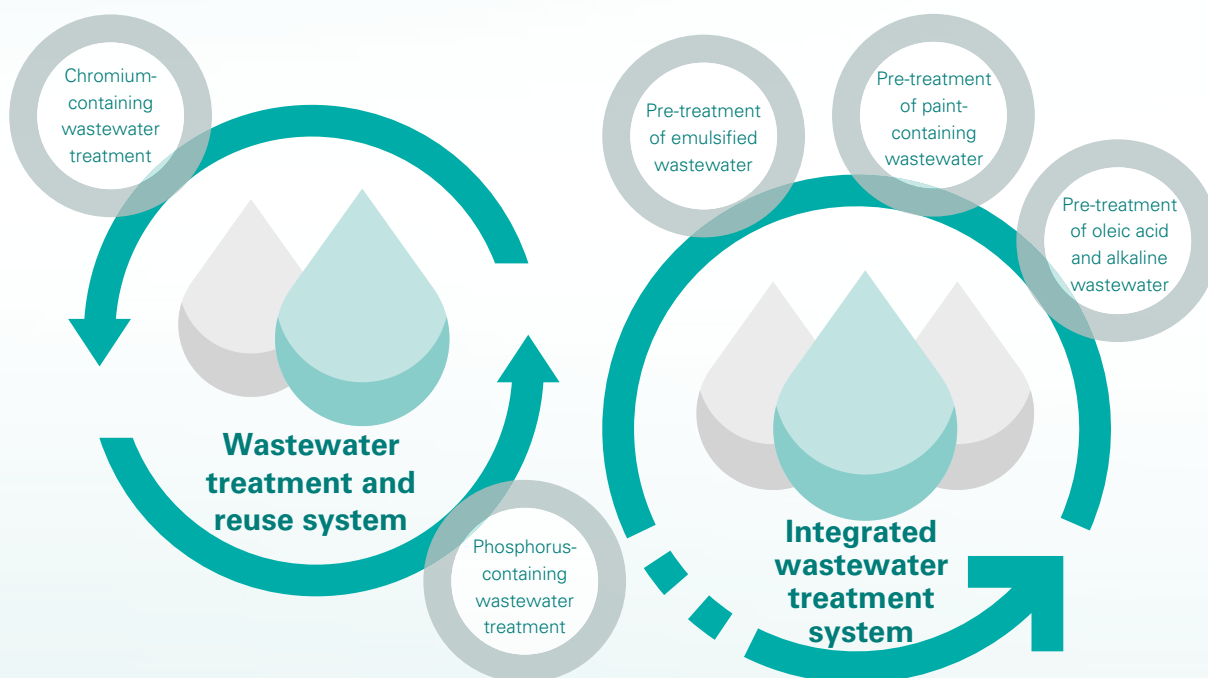 Chromium-
containing
wastewater
treatment
Wastewater
treatment and
reuse system
Phosphorus-
containing
wastewater
treatment
Pre-treatment
of emulsified
wastewater
Pre-treatment
of paint-
containing
wastewater
Pre-treatment
of oleic acid
and alkaline
wastewater
Integrated
wastewater
treatment
system